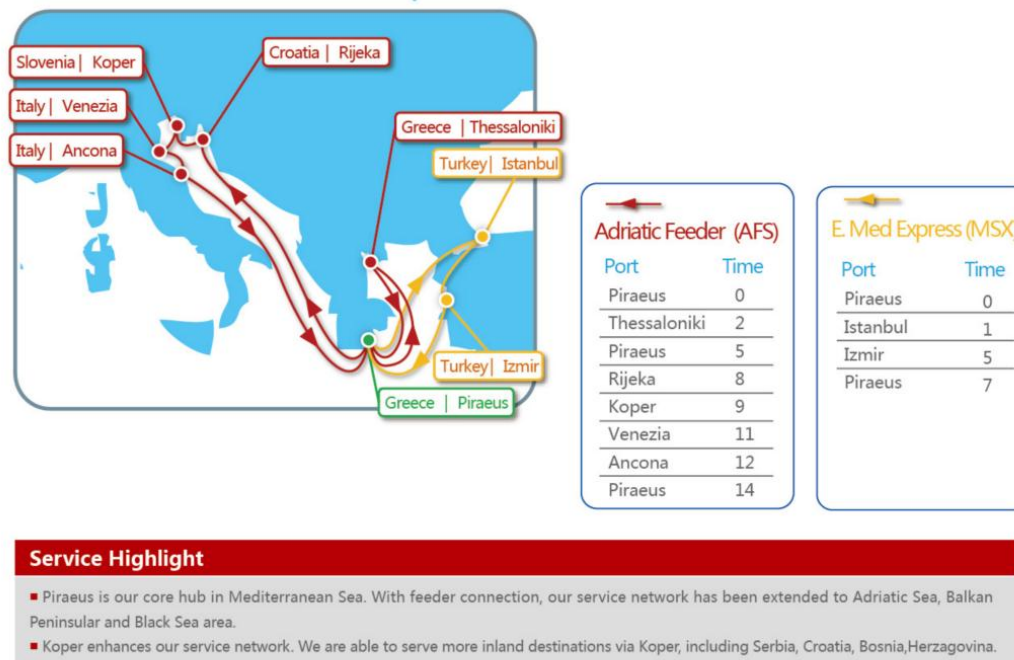 Slovenia | Koper
Croatia | Rijeka
Italy | Venezia
Italy | Ancona
Greece | Thessaloniki
Turkey | Istanbul
Turkey | Izmir
Greece | Piraeus
Adriatic Feeder (AFS)
Port Time
Piraeus 0
Thessaloniki 2
Piraeus 5
Rijeka 8
Koper 9
Venezia 11
Ancona 12
Piraeus 14
E. Med Express (MSX)
Port Time
Piraeus 0
Istanbul 1
Izmir 5
Piraeus 7
Service Highlight
▪ Piraeus is our core hub in Mediterranean Sea. With feeder connection, our service network has been extended to Adriatic Sea, Balkan
Peninsular and Black Sea area.
▪ Koper enhances our service network. We are able to serve more inland destinations via Koper, including Serbia, Croatia, Bosnia,Herzagovina.